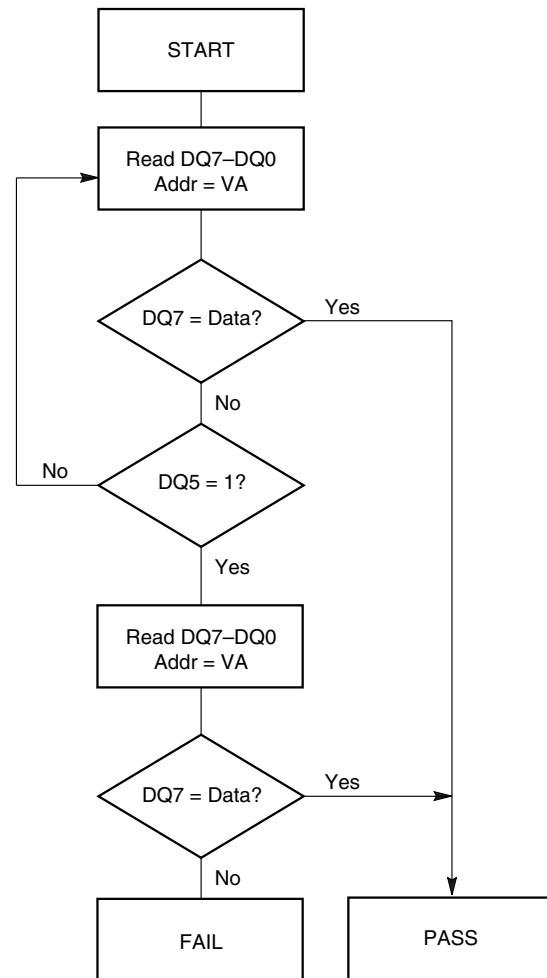 START
Read DQ7–DQ0
Addr = VA
DQ7 = Data?
Yes
No
No
DQ5 = 1?
Yes
Read DQ7–DQ0
Addr = VA
DQ7 = Data?
Yes
No
FAIL
PASS